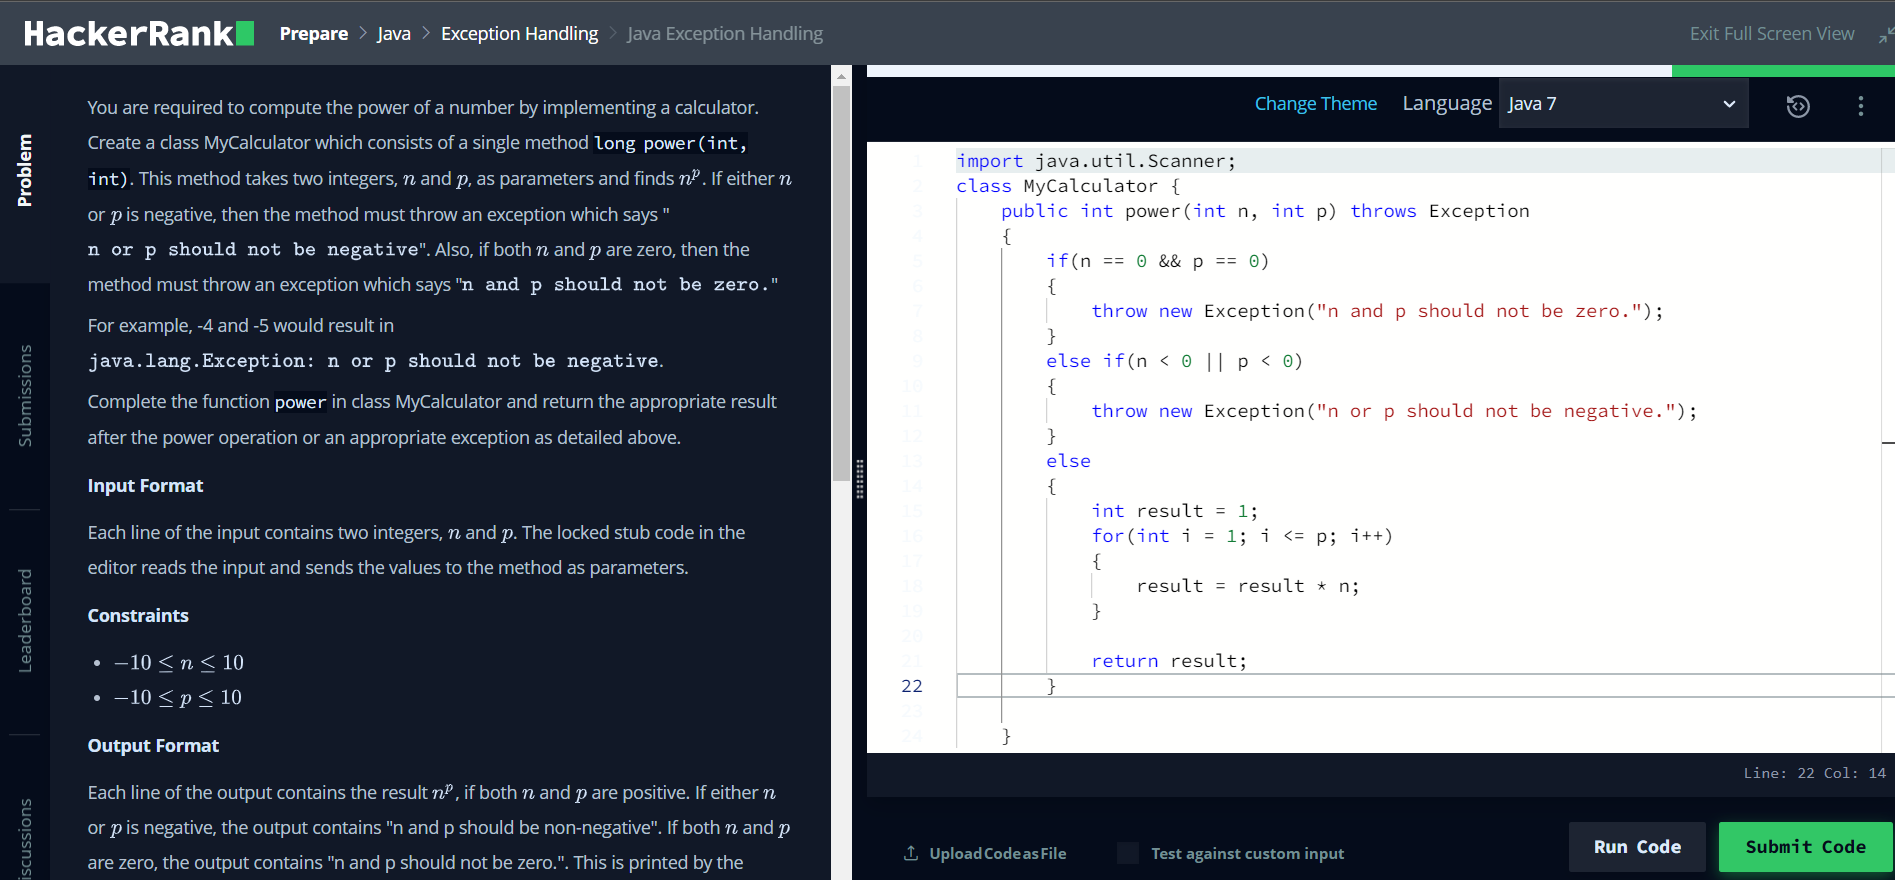 HackerRank
Prepare > Java > Exception Handling > Java Exception Handling
Exit Full Screen View
Problem
Submissions
Leaderboard
iscussions
You are required to compute the power of a number by implementing a calculator.
Create a class MyCalculator which consists of a single method long power(int,
int). This method takes two integers, n and p, as parameters and finds n^p. If either n
or p is negative, then the method must throw an exception which says "
n or p should not be negative". Also, if both n and p are zero, then the
method must throw an exception which says "n and p should not be zero."
For example, -4 and -5 would result in
java.lang.Exception: n or p should not be negative.
Complete the function power in class MyCalculator and return the appropriate result
after the power operation or an appropriate exception as detailed above.
Input Format
Each line of the input contains two integers, n and p. The locked stub code in the
editor reads the input and sends the values to the method as parameters.
Constraints
• −10 ≤ n ≤ 10
• −10 ≤ p ≤ 10
Output Format
Each line of the output contains the result n^p, if both n and p are positive. If either n
or p is negative, the output contains "n and p should be non-negative". If both n and p
are zero, the output contains "n and p should not be zero.". This is printed by the
Change Theme Language Java 7
1 import java.util.Scanner;
2 class MyCalculator {
3 public int power(int n, int p) throws Exception
4 {
5 if(n == 0 && p == 0)
6 {
7 throw new Exception("n and p should not be zero.");
8 }
9 else if(n < 0 || p < 0)
10 {
11 throw new Exception("n or p should not be negative.");
12 }
13 else
14 {
15 int result = 1;
16 for(int i = 1; i <= p; i++)
17 {
18 result = result * n;
19 }
20
21 return result;
22 }
23
24 }
Line: 22 Col: 14
Upload Code as File
Test against custom input
Run Code
Submit Code